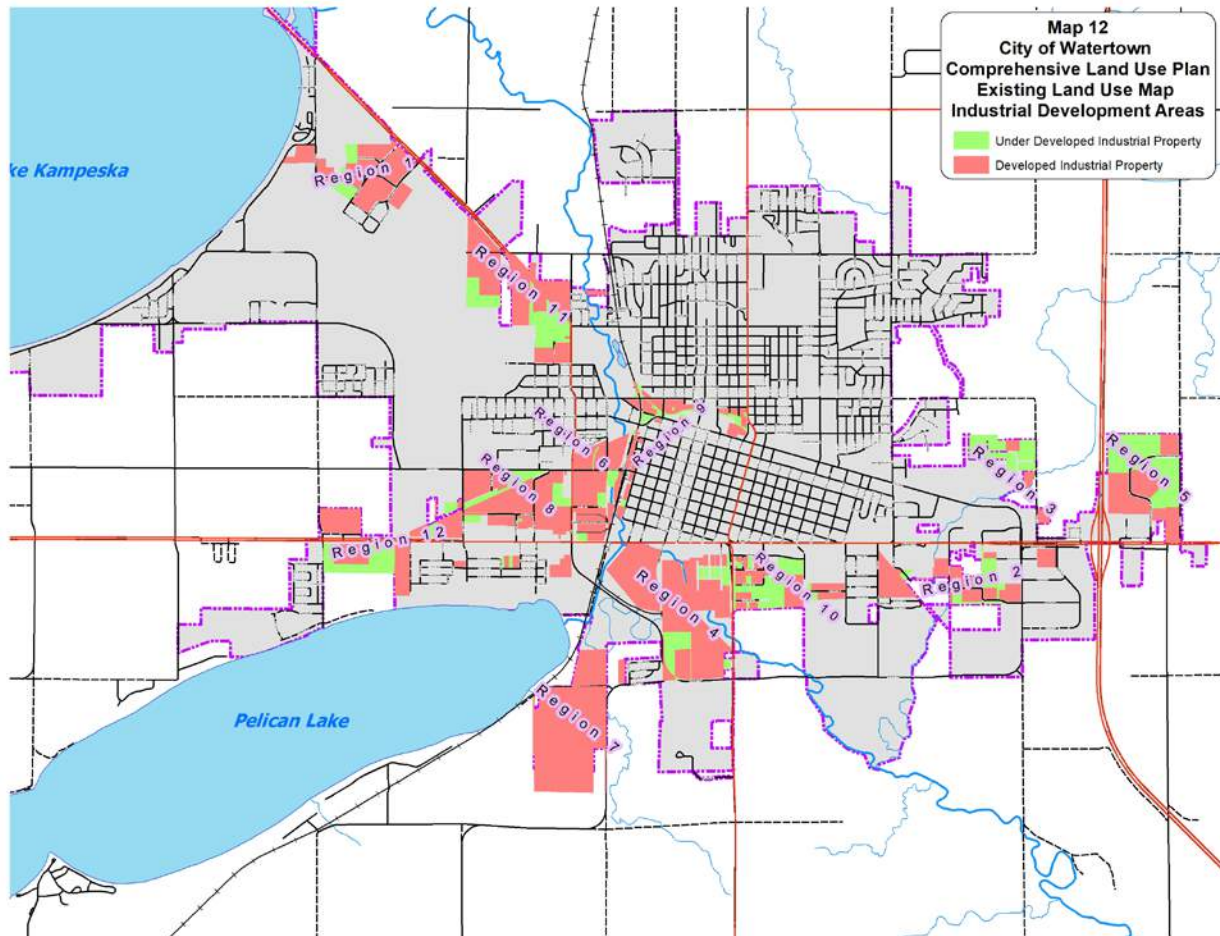 Map 12
City of Watertown
Comprehensive Land Use Plan
Existing Land Use Map
Industrial Development Areas
Under Developed Industrial Property
Developed Industrial Property
ke Kampeska
Region 1
Region 11
Region 9
Region 6
Region 8
Region 3
Region 5
Region 12
Region 2
Region 10
Region 4
Region 7
Pelican Lake